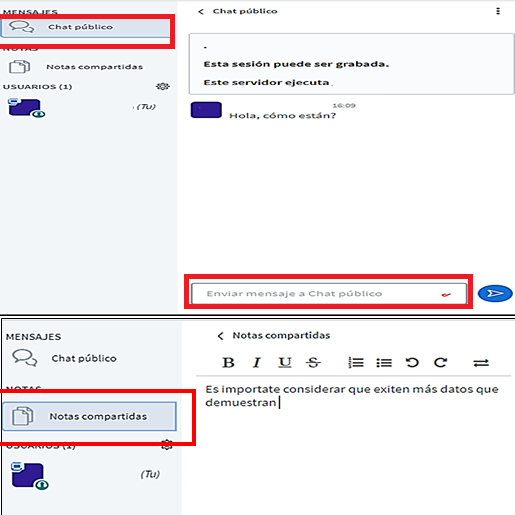 MENSAJES
Chat público
NOTAS
Notas compartidas
USUARIOS (1)
(Tu)
Chat público
.
Esta sesión puede ser grabada.
Este servidor ejecuta
16:09
Hola, cómo están?
Enviar mensaje a Chat público
MENSAJES
Chat público
NOTAS
Notas compartidas
USUARIOS (1)
(Tu)
Notas compartidas
B I U S
Es importate considerar que exiten más datos que
demuestran